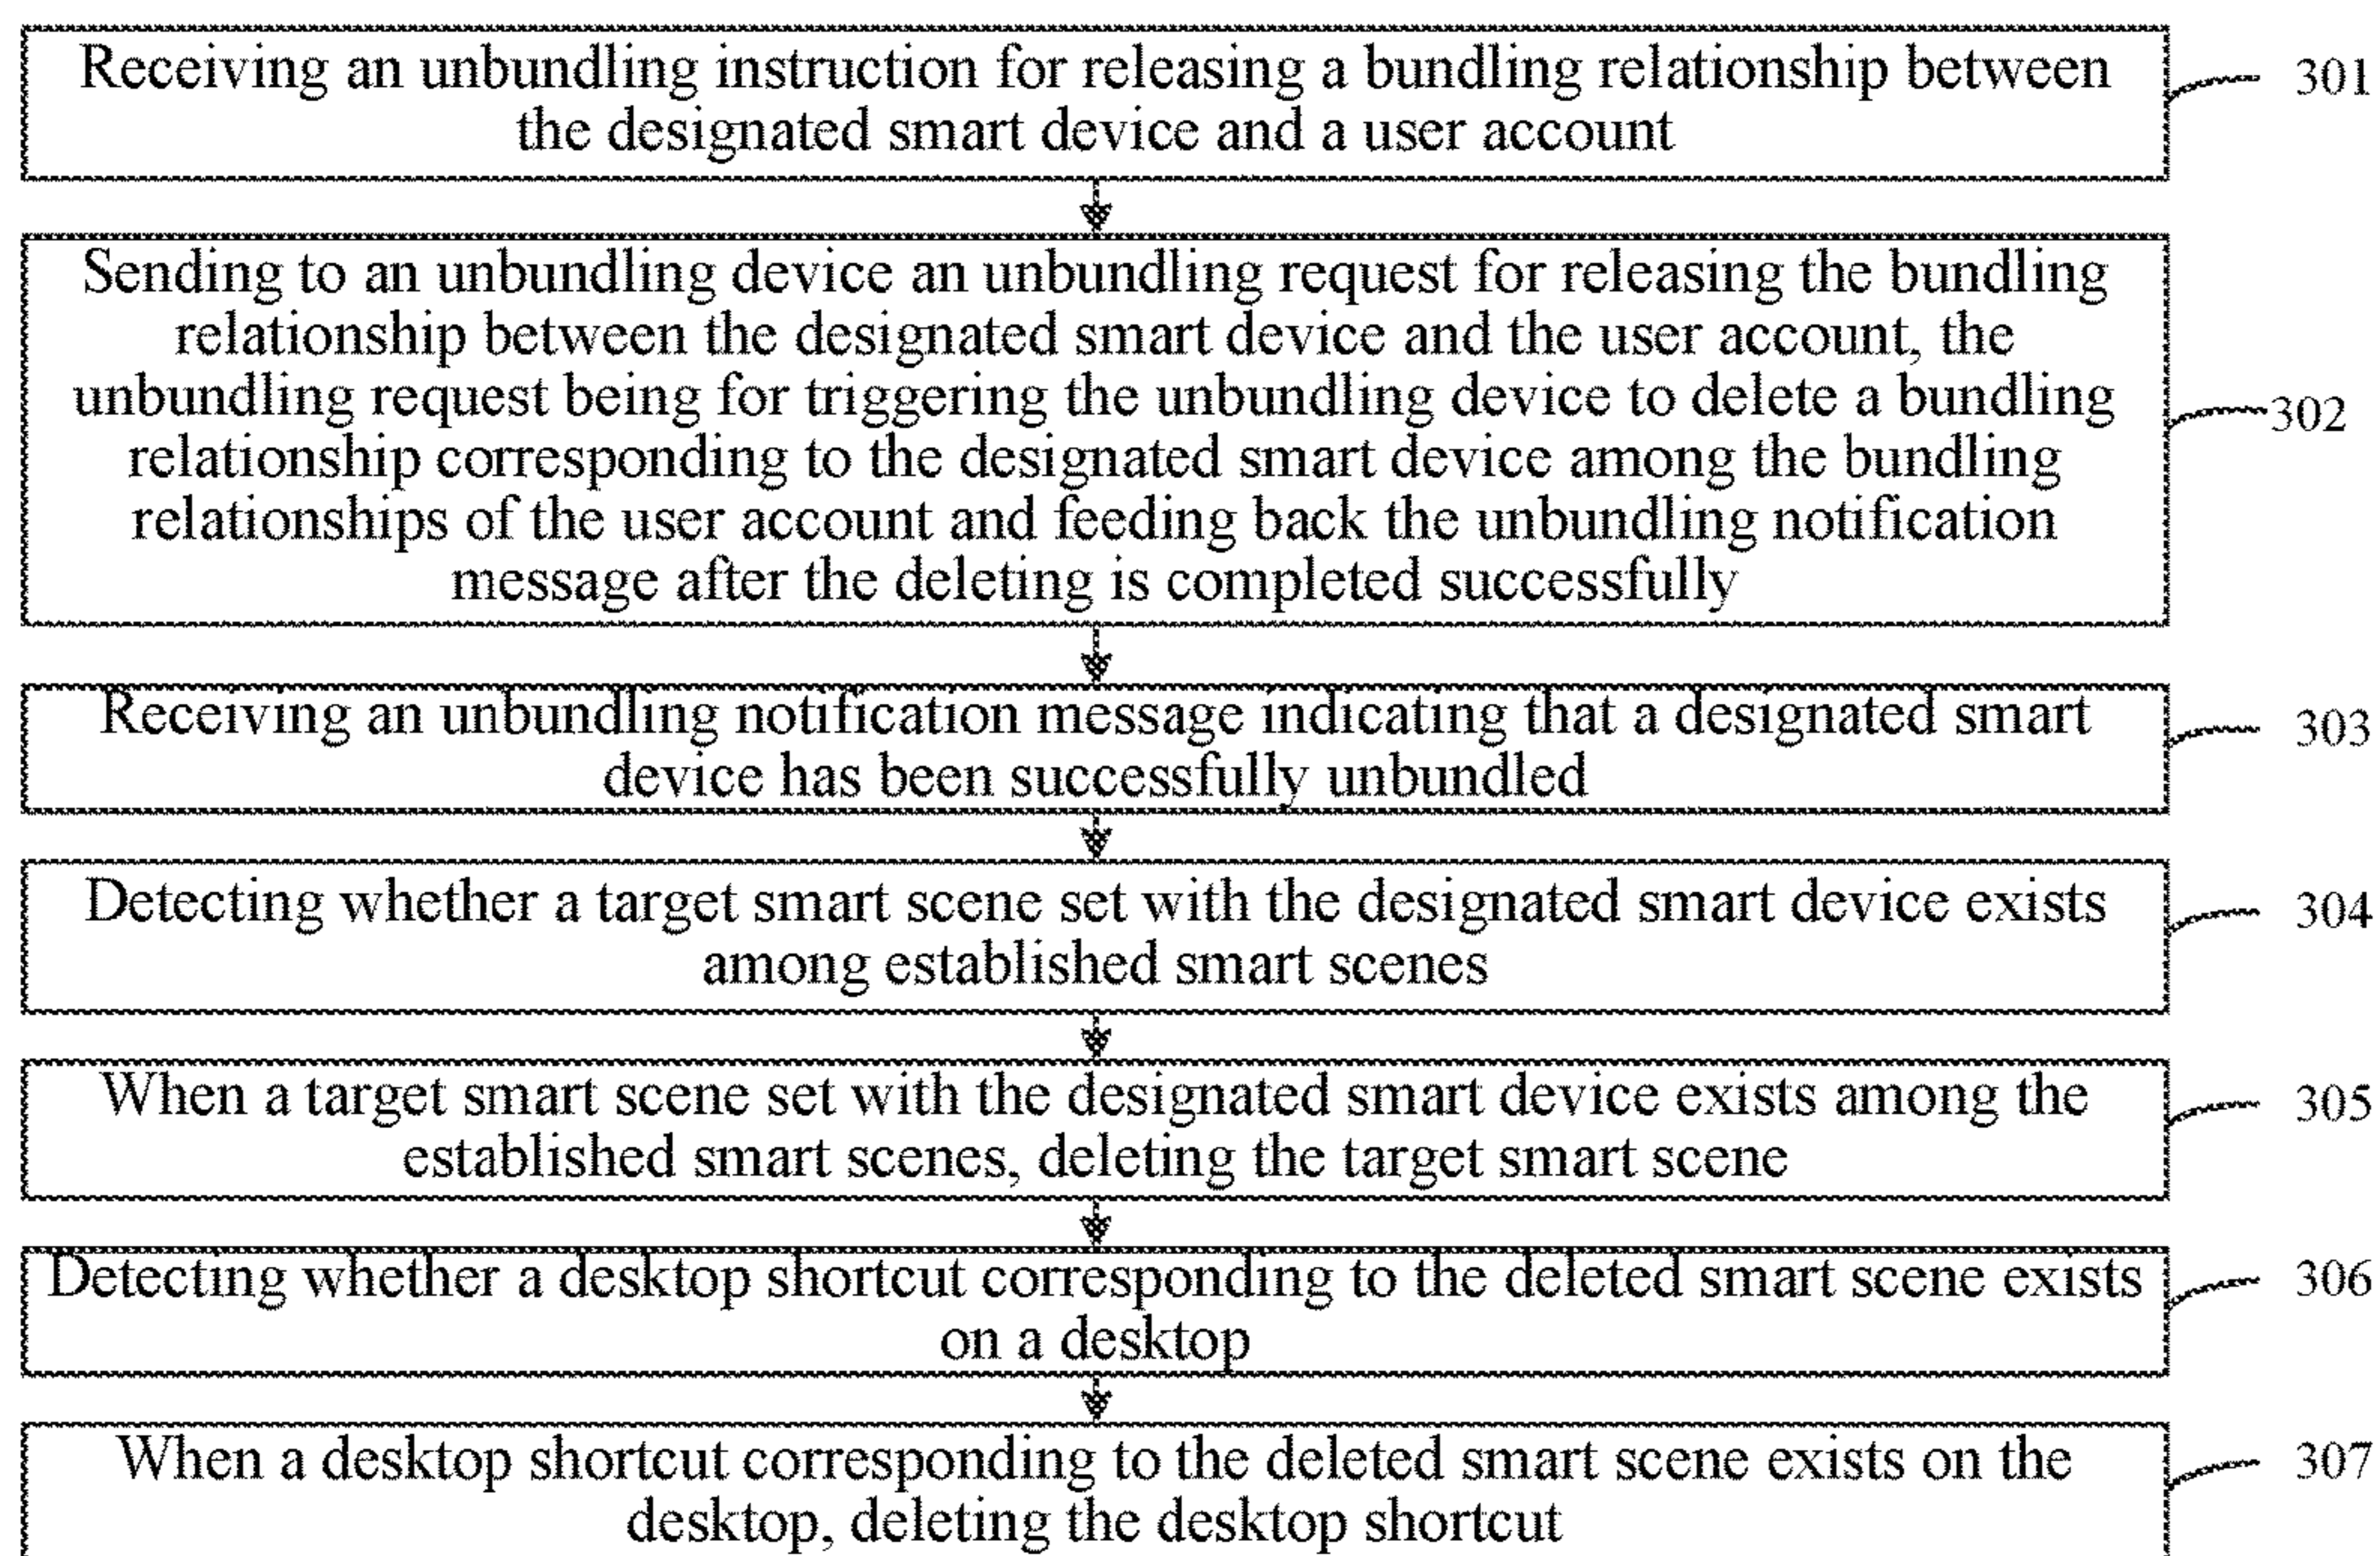 Receiving an unbundling instruction for releasing a bundling relationship between
the designated smart device and a user account
301
Sending to an unbundling device an unbundling request for releasing the bundling
relationship between the designated smart device and the user account, the
unbundling request being for triggering the unbundling device to delete a bundling
relationship corresponding to the designated smart device among the bundling
relationships of the user account and feeding back the unbundling notification
message after the deleting is completed successfully
302
Receiving an unbundling notification message indicating that a designated smart
device has been successfully unbundled
303
Detecting whether a target smart scene set with the designated smart device exists
among established smart scenes
304
When a target smart scene set with the designated smart device exists among the
established smart scenes, deleting the target smart scene
305
Detecting whether a desktop shortcut corresponding to the deleted smart scene exists
on a desktop
306
When a desktop shortcut corresponding to the deleted smart scene exists on the
desktop, deleting the desktop shortcut
307